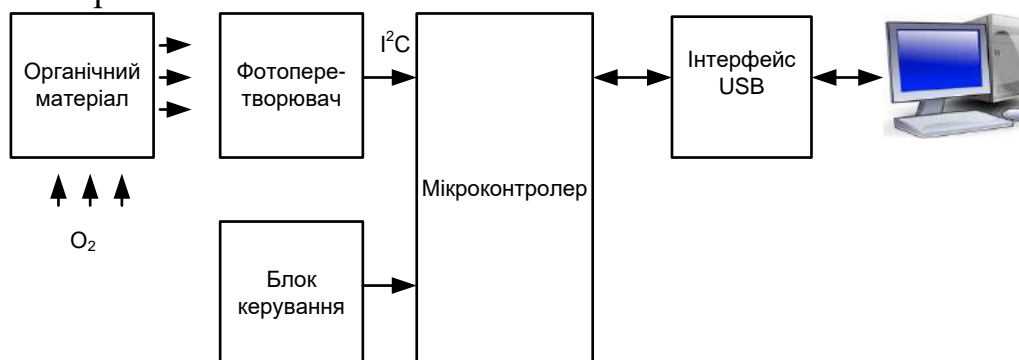 Органічний
матеріал
Фотопере-
творювач
I²C
Мікроконтролер
Інтерфейс
USB
O₂
Блок
керування